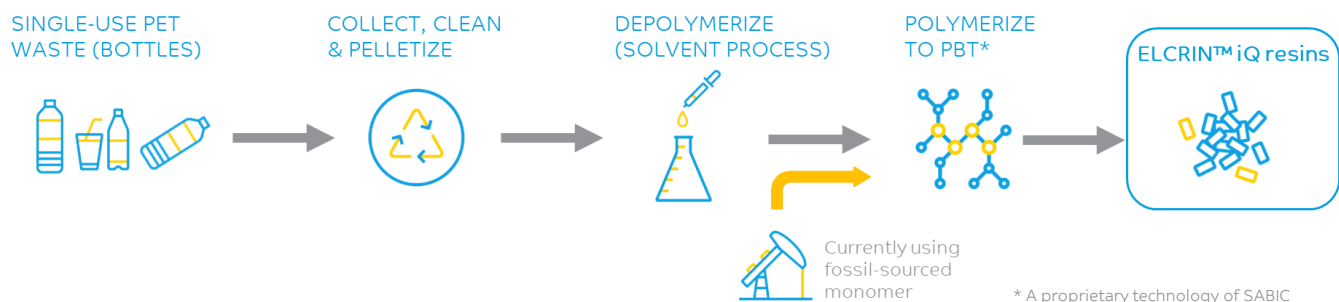 SINGLE-USE PET
WASTE (BOTTLES)
COLLECT, CLEAN
& PELLETIZE
DEPOLYMERIZE
(SOLVENT PROCESS)
POLYMERIZE
TO PBT*
ELCRIN™ iQ resins
Currently using
fossil-sourced
monomer
* A proprietary technology of SABIC